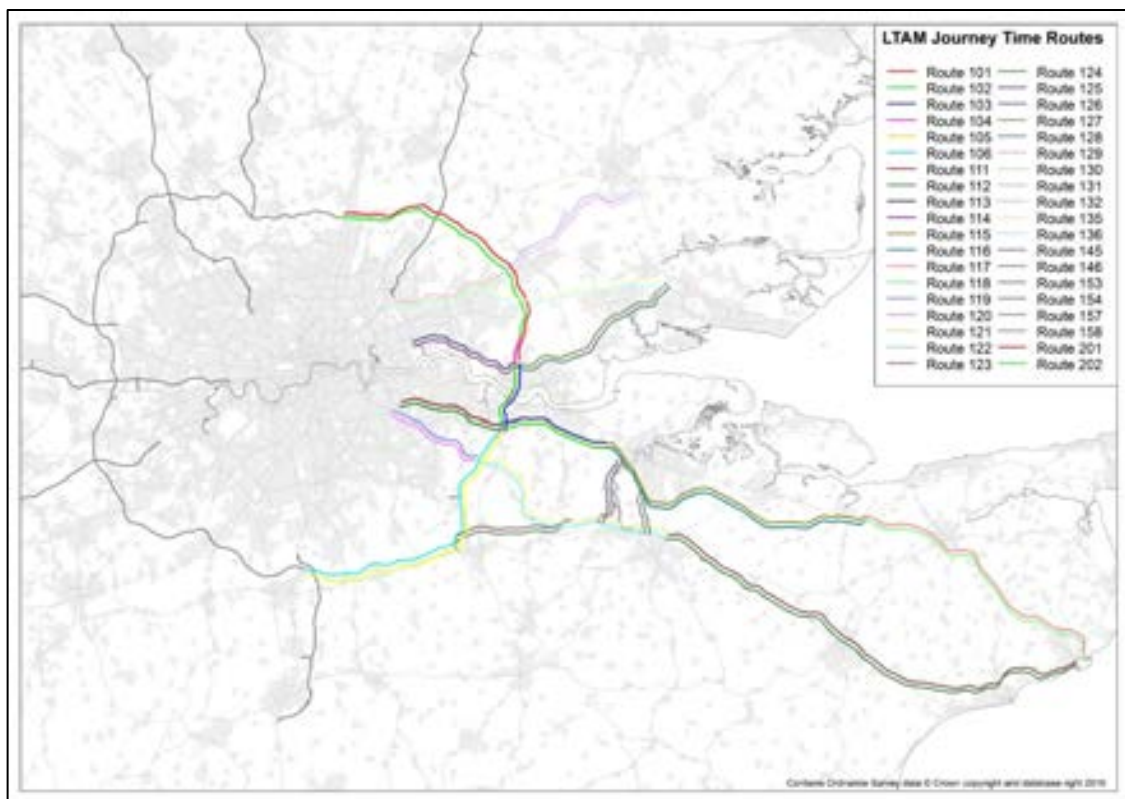 LTAM Journey Time Routes
Route 101 Route 124
Route 102 Route 125
Route 103 Route 126
Route 104 Route 127
Route 105 Route 128
Route 106 Route 129
Route 111 Route 130
Route 112 Route 131
Route 113 Route 132
Route 114 Route 135
Route 115 Route 136
Route 116 Route 145
Route 117 Route 146
Route 118 Route 153
Route 119 Route 154
Route 120 Route 157
Route 121 Route 158
Route 122 Route 201
Route 123 Route 202
Contains Ordnance Survey data © Crown copyright and database right 2016